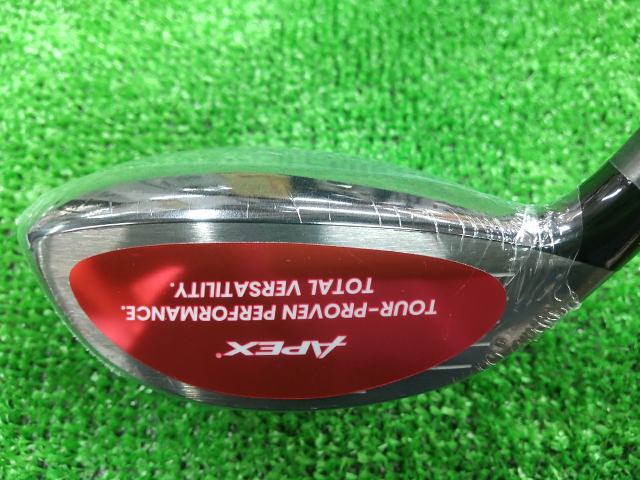 APEX
TOUR-PROVEN PERFORMANCE.
TOTAL VERSATILITY.